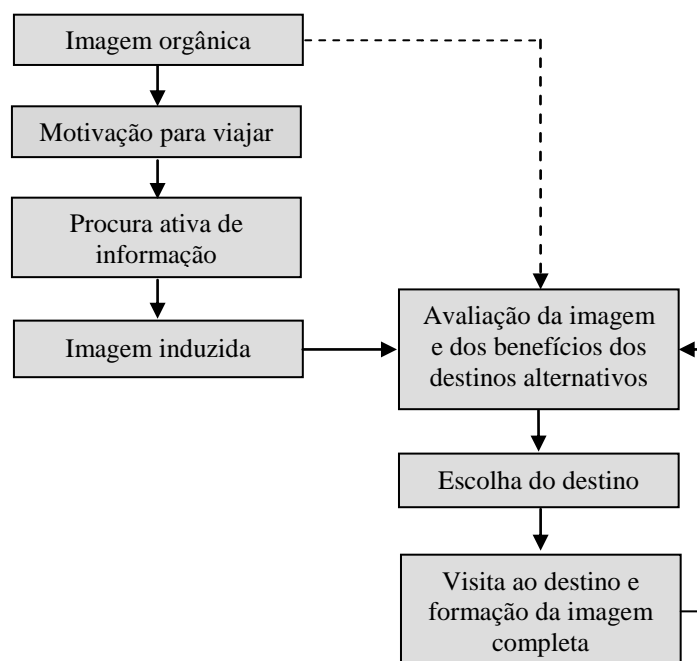 Imagem orgânica
Motivação para viajar
Procura ativa de
informação
Imagem induzida
Avaliação da imagem
e dos benefícios dos
destinos alternativos
Escolha do destino
Visita ao destino e
formação da imagem
completa